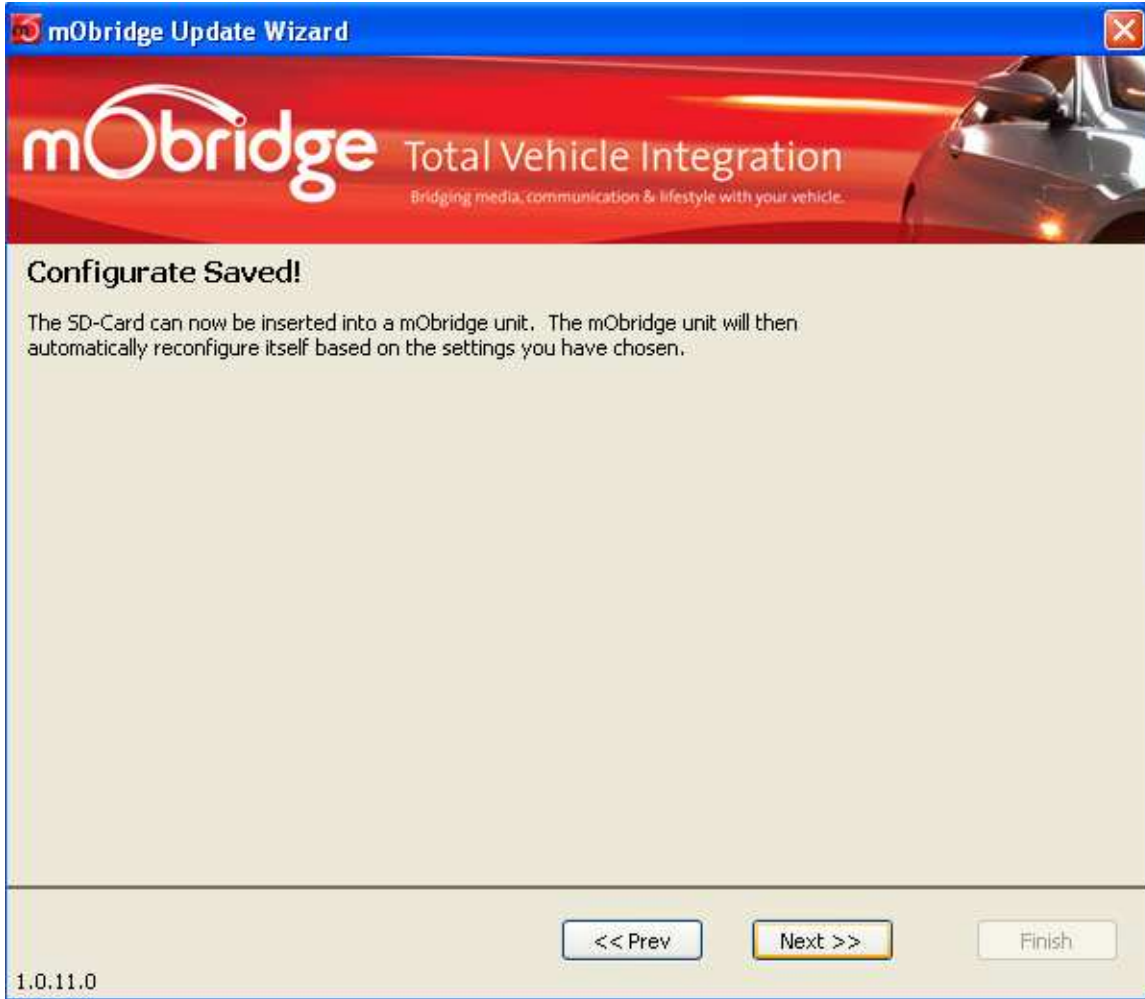 mObridge Update Wizard
mObridge Total Vehicle Integration
Bridging media, communication & lifestyle with your vehicle.
Configurate Saved!
The SD-Card can now be inserted into a mObridge unit. The mObridge unit will then
automatically reconfigure itself based on the settings you have chosen.
<< Prev Next >> Finish
1.0.11.0